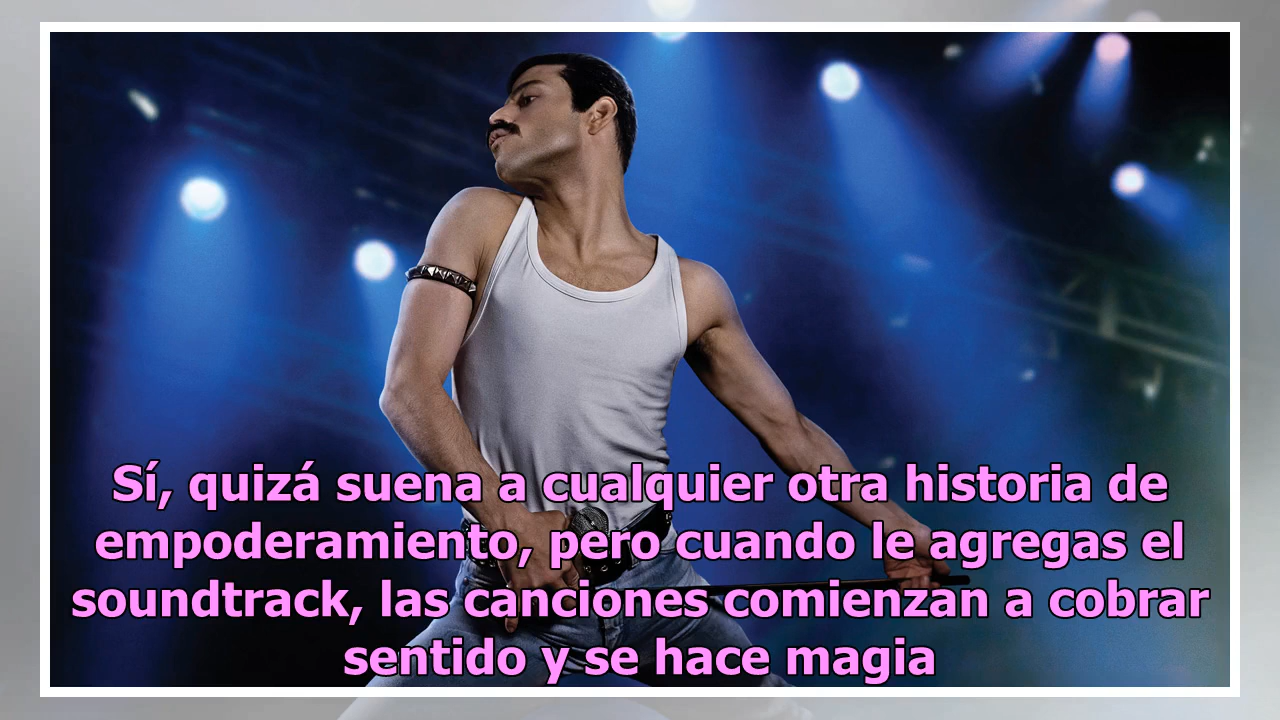 Sí, quizá suena a cualquier otra historia de
empoderamiento, pero cuando le agregas el
soundtrack, las canciones comienzan a cobrar
sentido y se hace magia